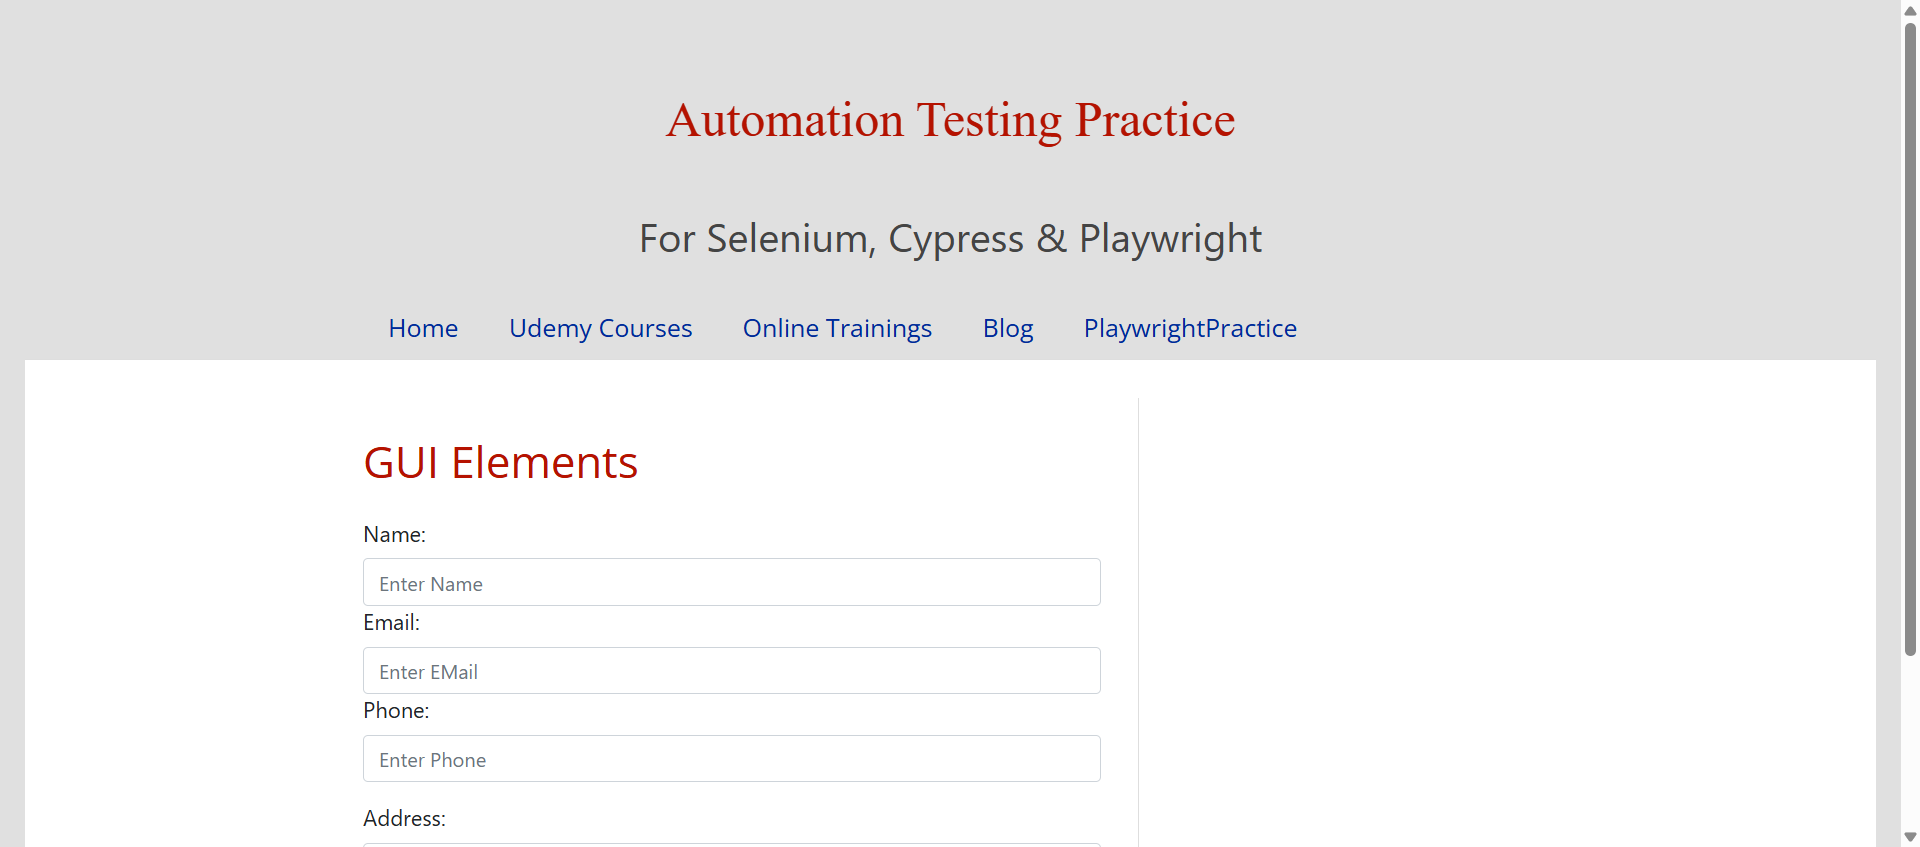 Automation Testing Practice
For Selenium, Cypress & Playwright
Home Udemy Courses Online Trainings Blog PlaywrightPractice
GUI Elements
Name:
Enter Name
Email:
Enter EMail
Phone:
Enter Phone
Address: